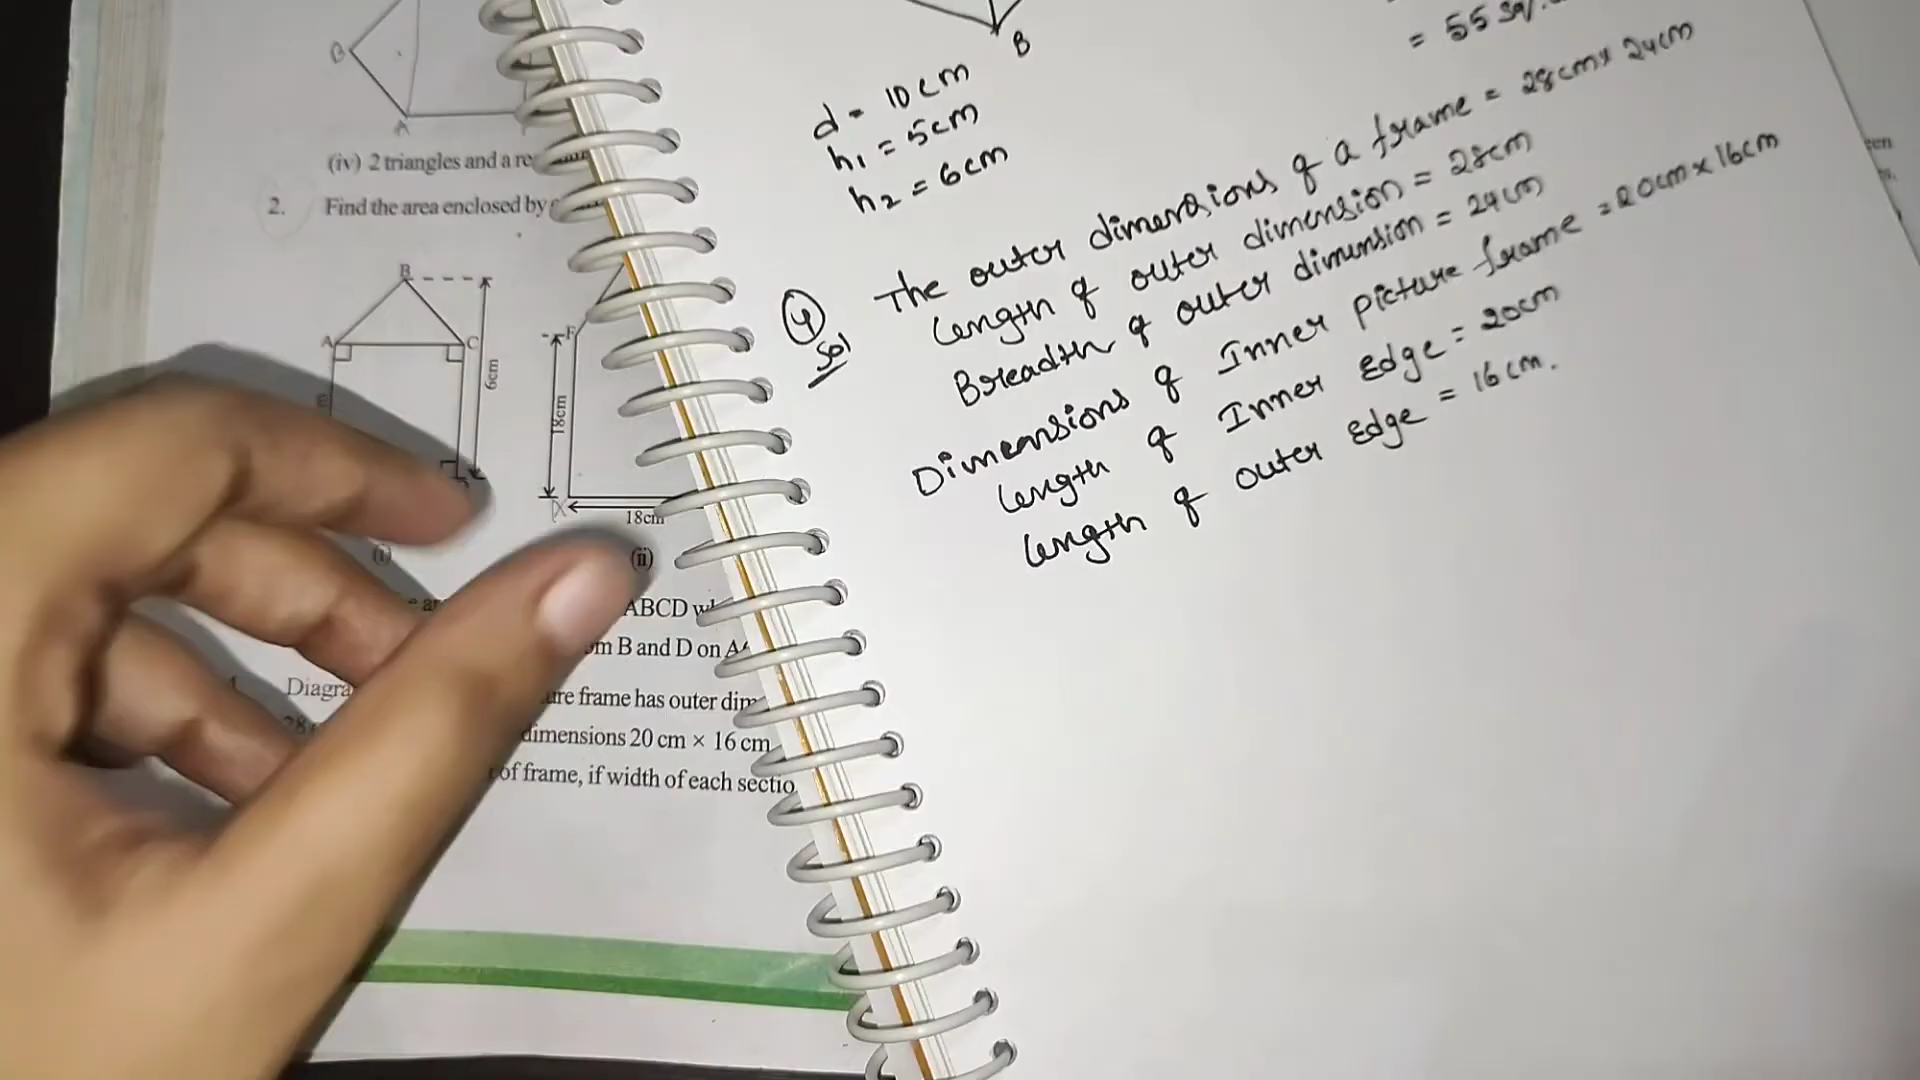 B
A
(iv) 2 triangles and a re
2. Find the area enclosed by
B
A
C
6cm
F
18cm
18cm
(i)
(ii)
ABCD
B and D on A
Diagra
ure frame has outer dim
28
dimensions 20 cm × 16 cm
of frame, if width of each sectio
B
= 55 Sq.
d = 10cm
h1 = 5cm
h2 = 6cm
4
Sol
The outer dimensions of a frame = 28cm x 24cm
Length of outer dimension = 28cm
Breadth of outer dimension = 24cm
Dimensions of Inner picture frame = 20cm x 16cm
length of Inner Edge = 20cm
length of outer Edge = 16cm.